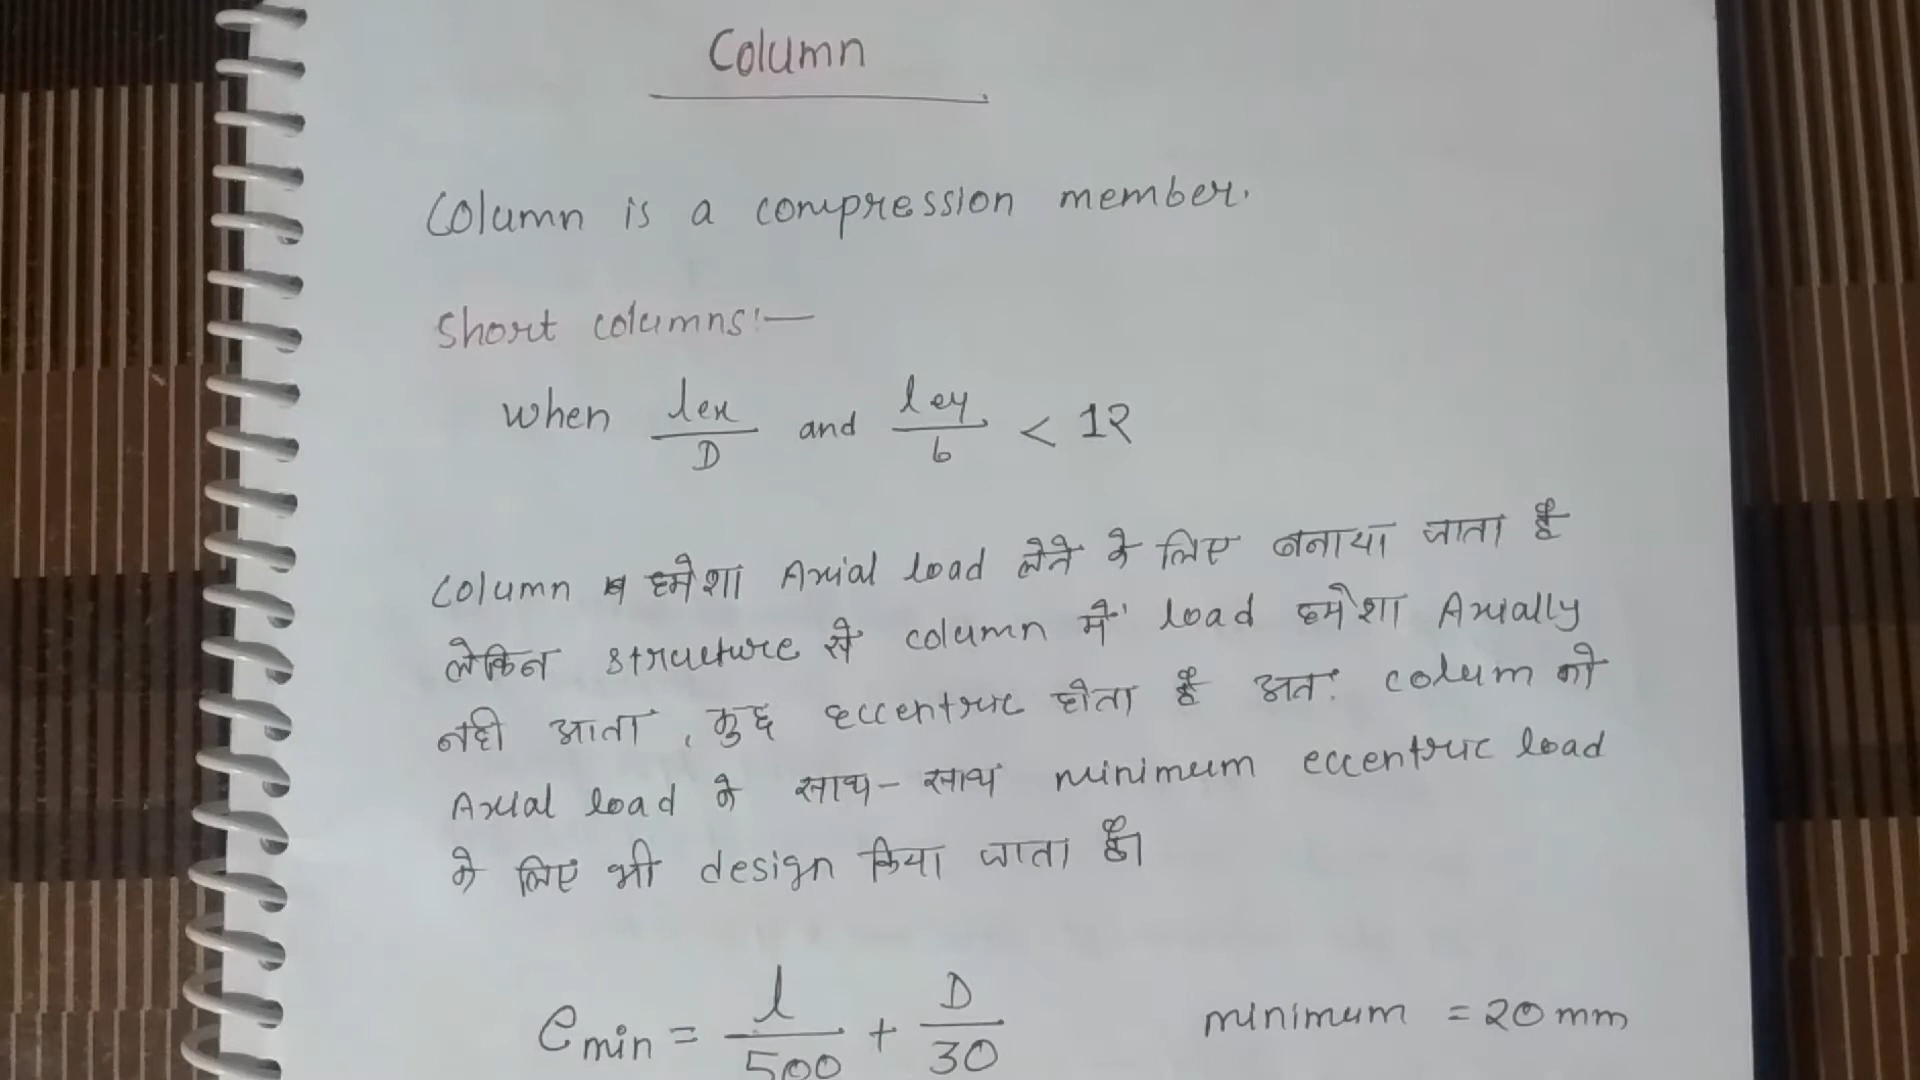 Column
Column is a compression member.
Short columns:—
when lex/D and ley/b < 12
column हमेशा Axial load लेने के लिए बनाया जाता है
लेकिन structure से column में load हमेशा Axially
नही आता, कुछ eccentric होता है अतः colum को
Axial load के साथ-साथ minimum eccentric load
के लिए भी design किया जाता है।
emin = l/500 + D/30 minimum = 20 mm